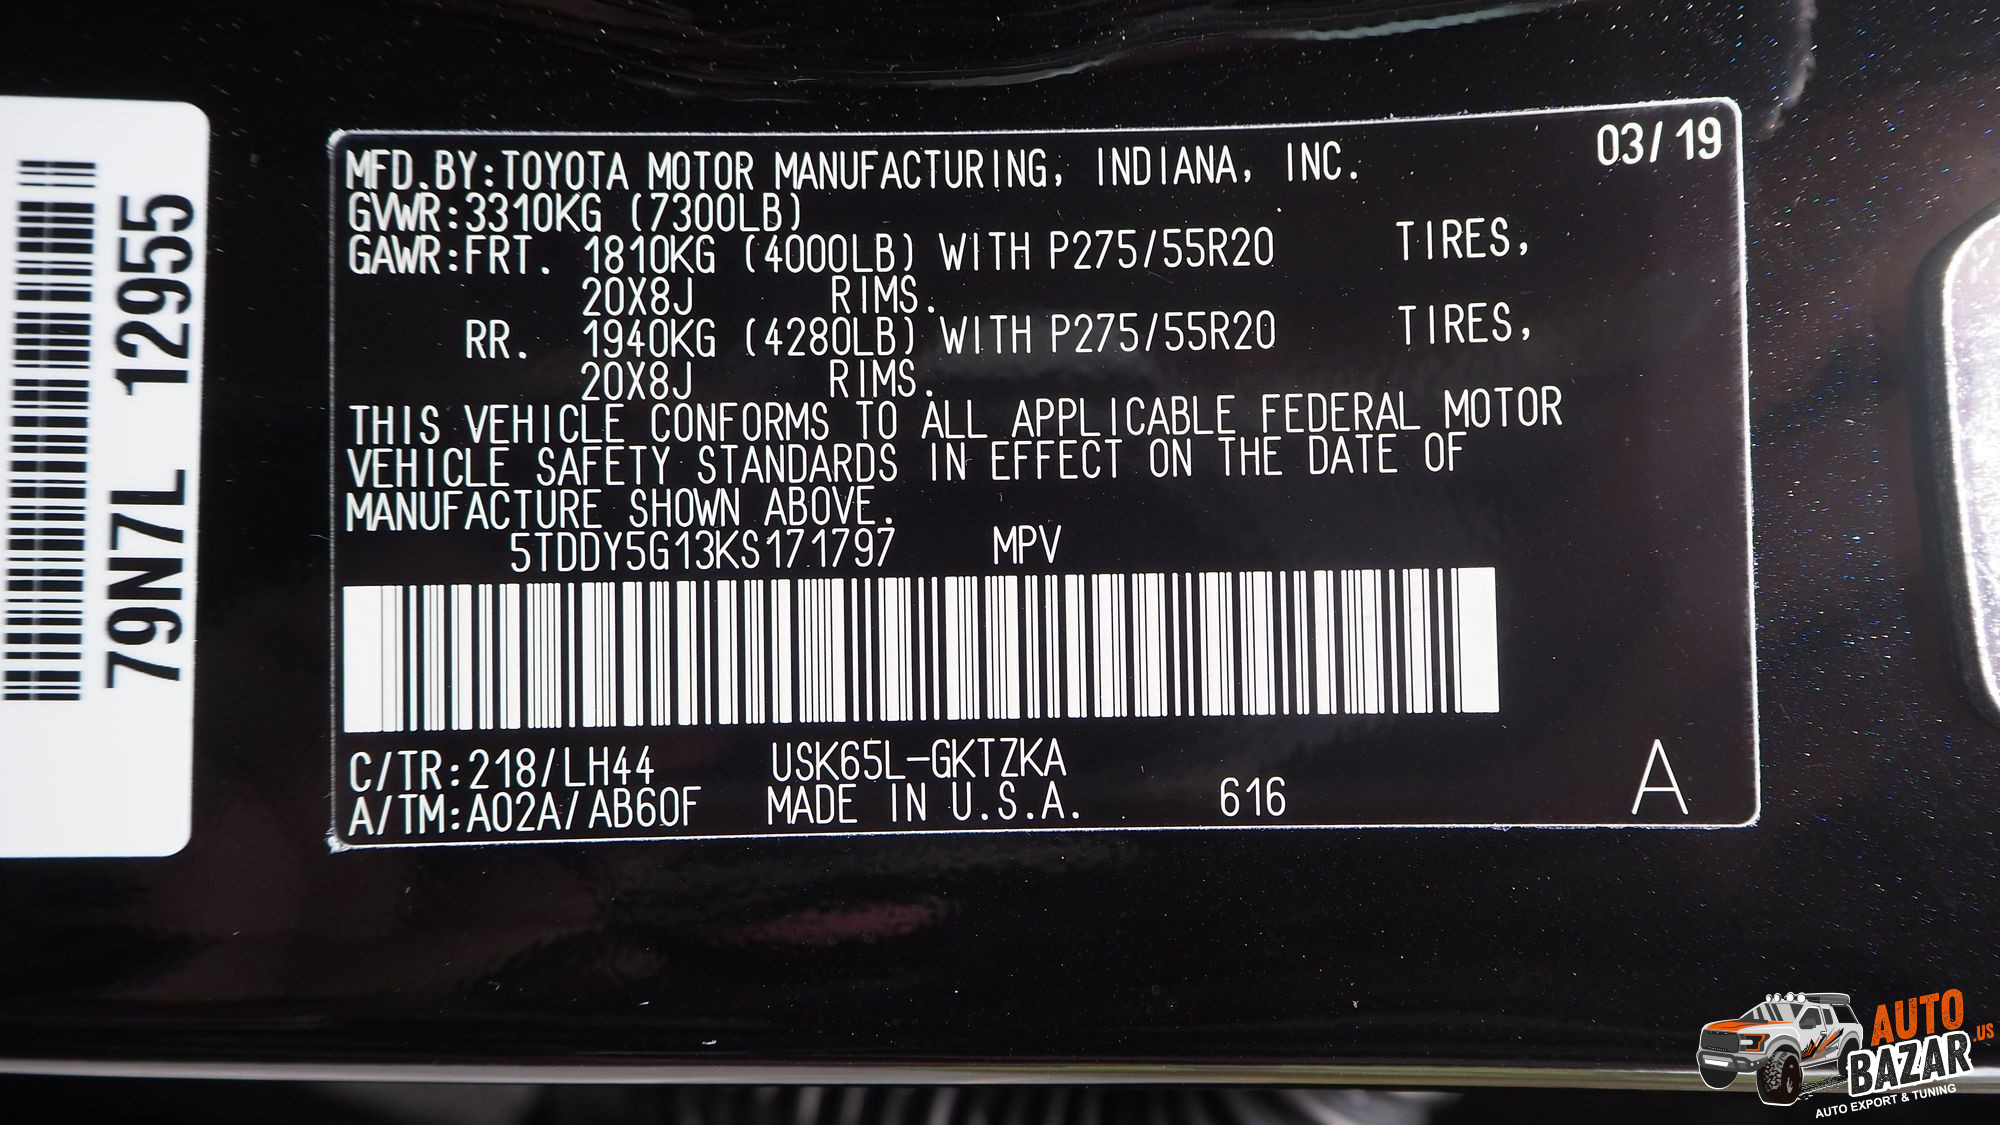 79N7L 12955
03/19
MFD.BY:TOYOTA MOTOR MANUFACTURING, INDIANA, INC.
GVWR:3310KG (7300LB)
GAWR:FRT. 1810KG (4000LB) WITH P275/55R20 TIRES,
20X8J RIMS.
RR. 1940KG (4280LB) WITH P275/55R20 TIRES,
20X8J RIMS.
THIS VEHICLE CONFORMS TO ALL APPLICABLE FEDERAL MOTOR
VEHICLE SAFETY STANDARDS IN EFFECT ON THE DATE OF
MANUFACTURE SHOWN ABOVE.
5TDDY5G13KS171797 MPV
C/TR:218/LH44 USK65L-GKTZKA
A/TM:A02A/AB60F MADE IN U.S.A. 616 A
AUTO
BAZAR.US
AUTO EXPORT & TUNING